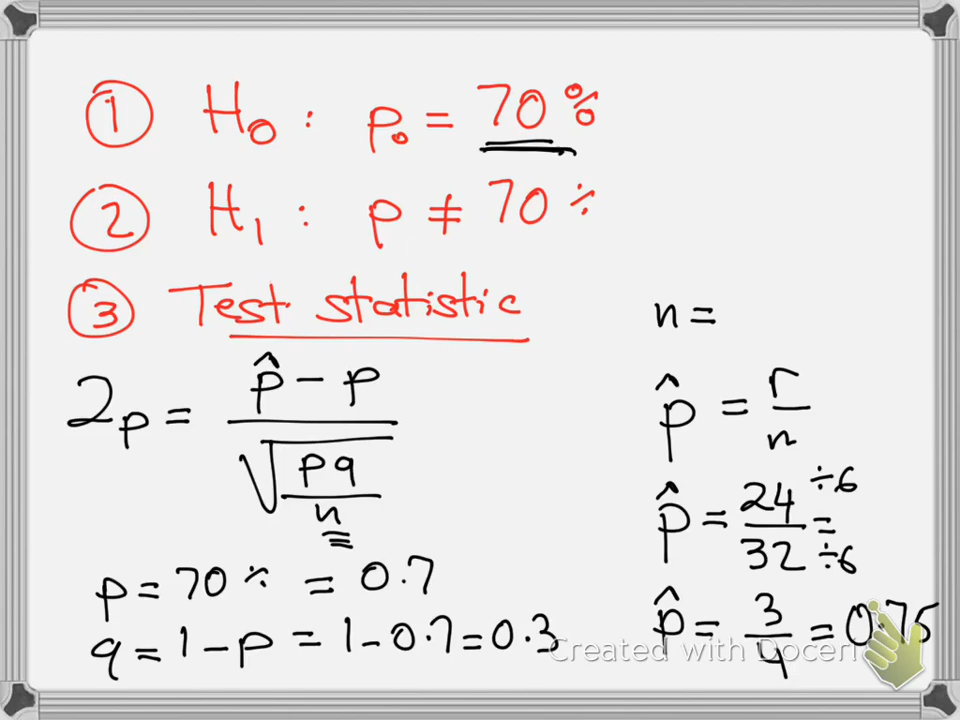 ① H₀ : p₀ = 70 %
② H₁ : p ≠ 70 %
③ Test statistic
Zₚ = (p̂ − p) / √(pq/n)
p = 70 % = 0.7
q = 1 − p = 1 − 0.7 = 0.3
n =
p̂ = r/n
p̂ = 24/32 ÷6/÷6 =
p̂ = 3/4 = 0.75
Created with Doceri